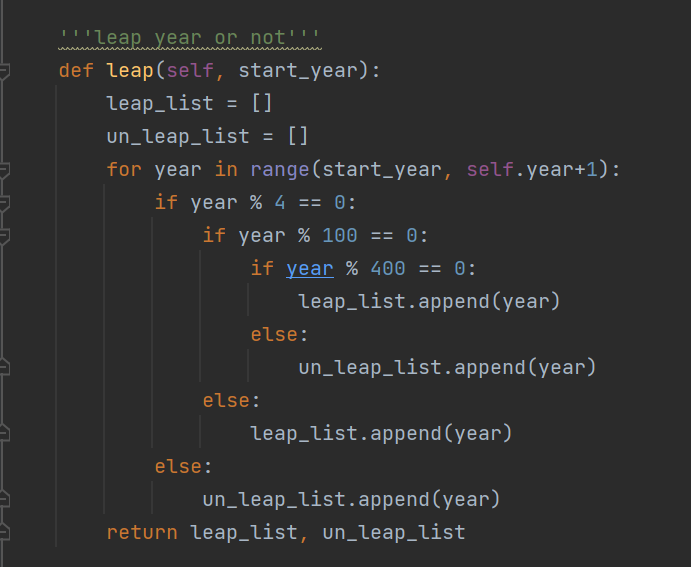 '''leap year or not'''
def leap(self, start_year):
    leap_list = []
    un_leap_list = []
    for year in range(start_year, self.year+1):
        if year % 4 == 0:
            if year % 100 == 0:
                if year % 400 == 0:
                    leap_list.append(year)
                else:
                    un_leap_list.append(year)
            else:
                leap_list.append(year)
        else:
            un_leap_list.append(year)
    return leap_list, un_leap_list